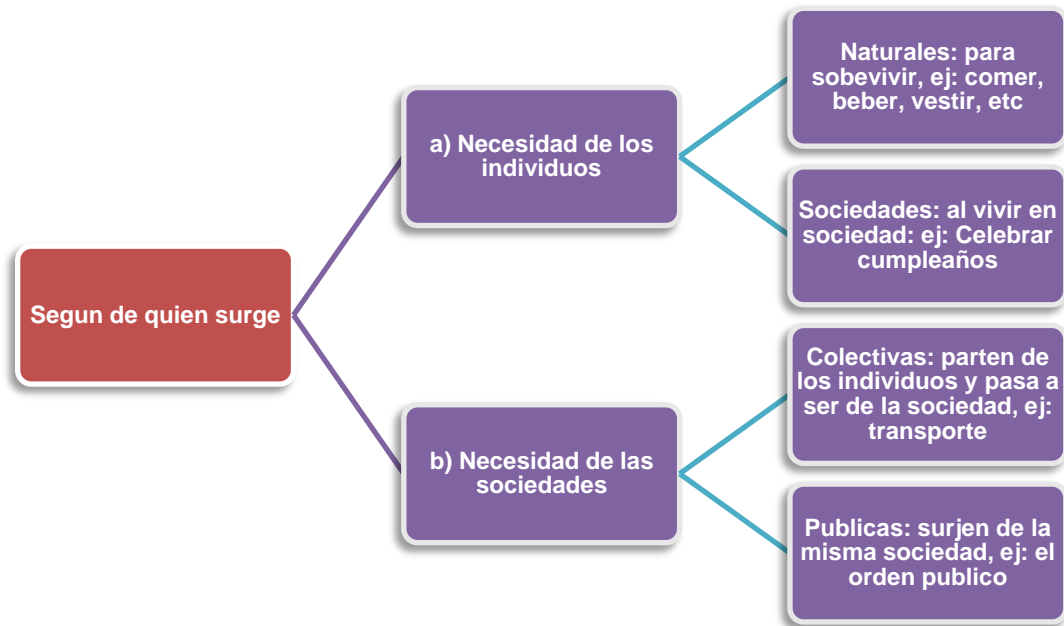 Segun de quien surge
a) Necesidad de los
individuos
Naturales: para
sobevivir, ej: comer,
beber, vestir, etc
Sociedades: al vivir en
sociedad: ej: Celebrar
cumpleaños
b) Necesidad de las
sociedades
Colectivas: parten de
los individuos y pasa a
ser de la sociedad, ej:
transporte
Publicas: surjen de la
misma sociedad, ej: el
orden publico